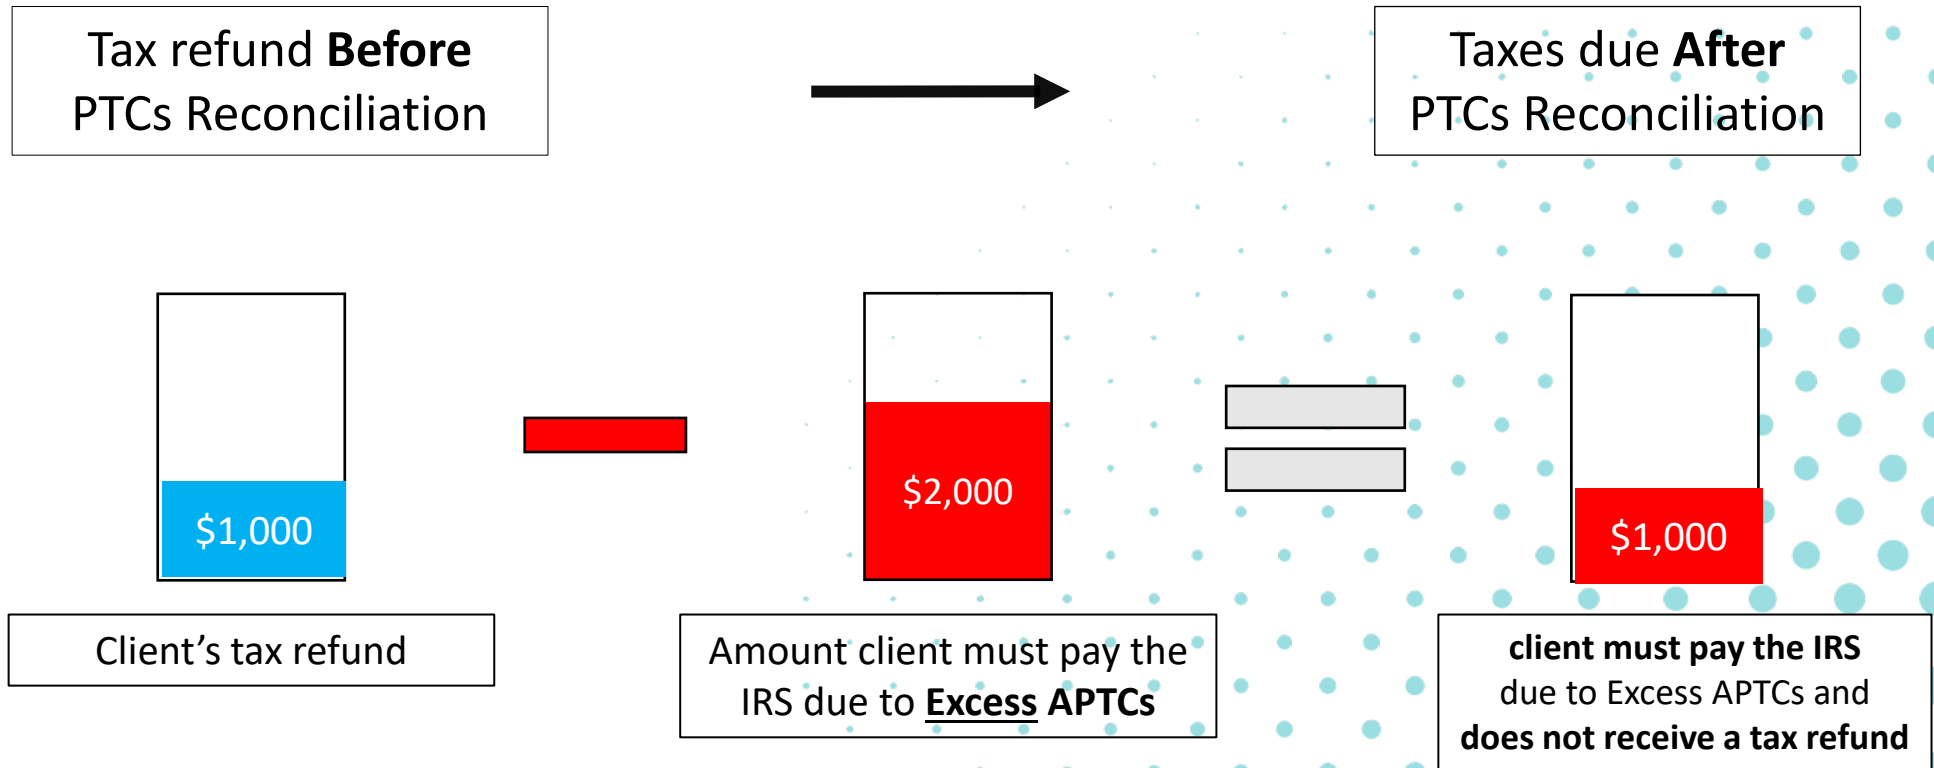 Tax refund Before
PTCs Reconciliation
Taxes due After
PTCs Reconciliation
$1,000
$2,000
$1,000
Client's tax refund
Amount client must pay the
IRS due to Excess APTCs
client must pay the IRS
due to Excess APTCs and
does not receive a tax refund